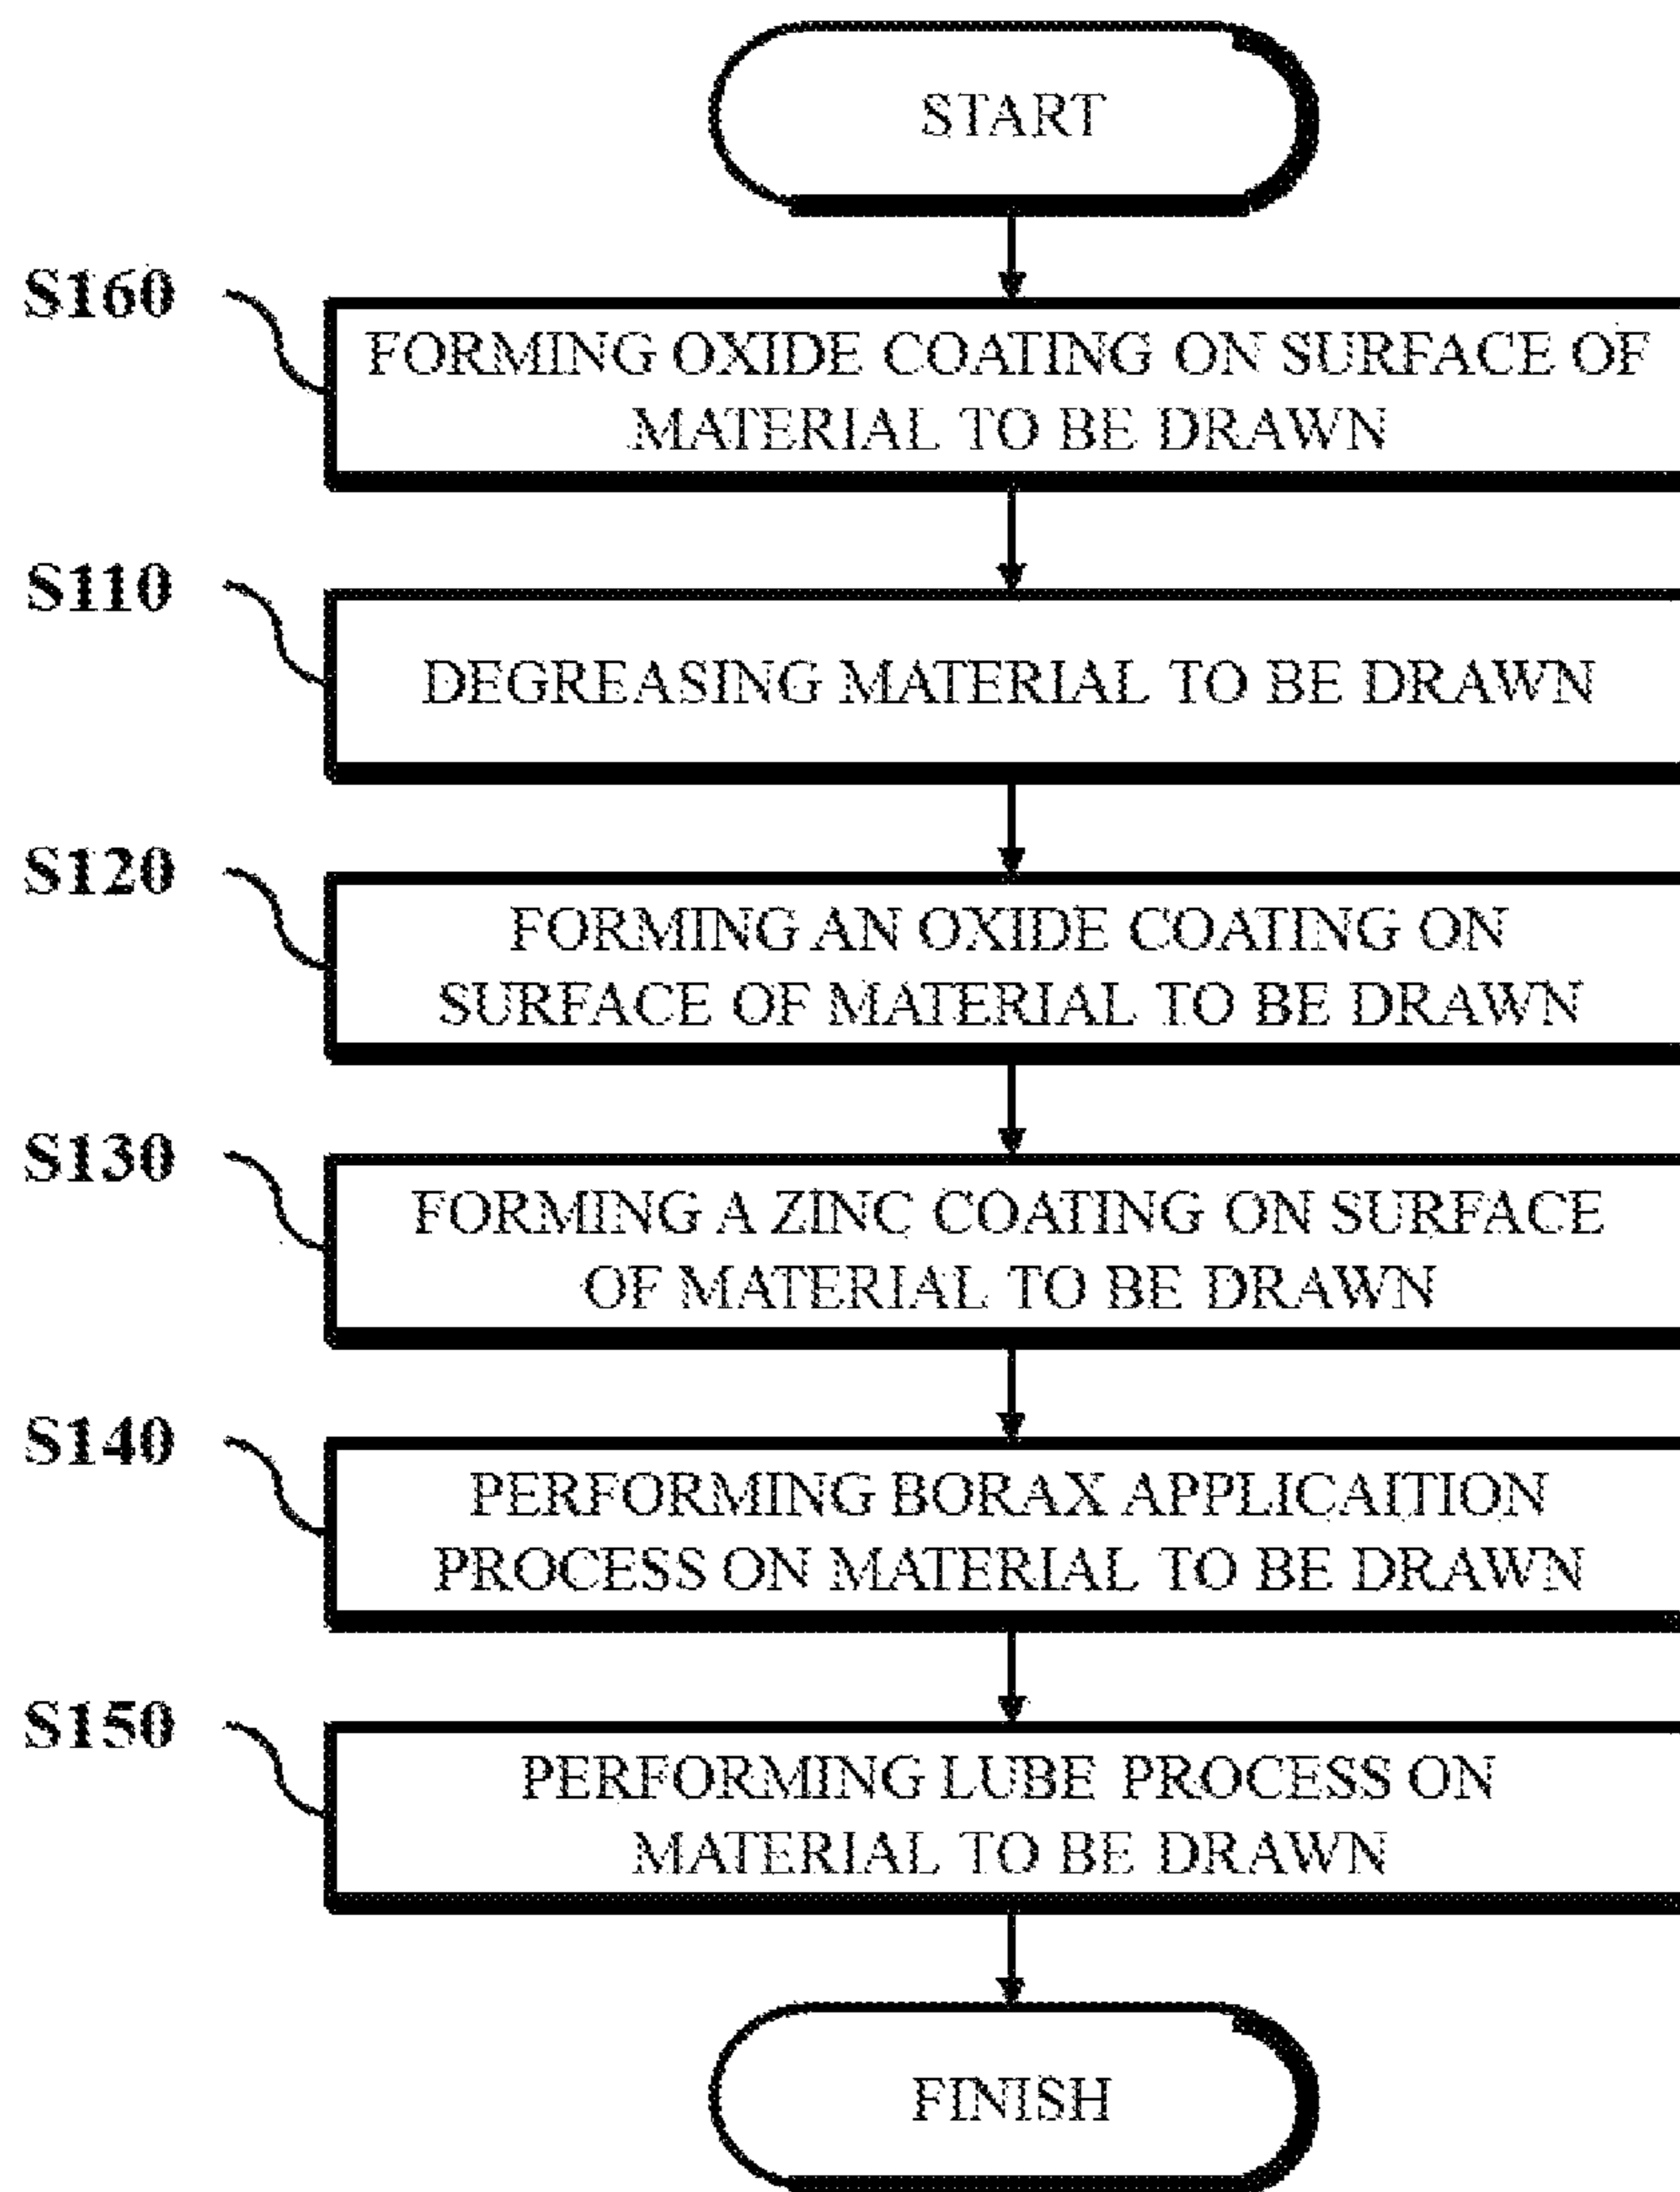 START
S160
FORMING OXIDE COATING ON SURFACE OF
MATERIAL TO BE DRAWN
S110
DEGREASING MATERIAL TO BE DRAWN
S120
FORMING AN OXIDE COATING ON
SURFACE OF MATERIAL TO BE DRAWN
S130
FORMING A ZINC COATING ON SURFACE
OF MATERIAL TO BE DRAWN
S140
PERFORMING BORAX APPLICAITION
PROCESS ON MATERIAL TO BE DRAWN
S150
PERFORMING LUBE PROCESS ON
MATERIAL TO BE DRAWN
FINISH